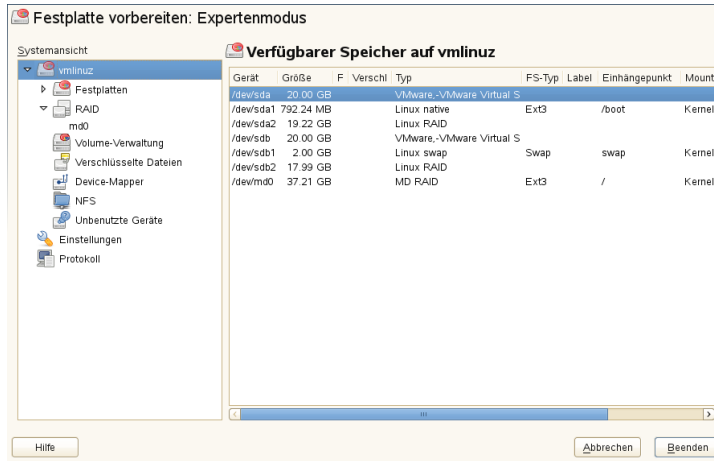 Festplatte vorbereiten: Expertenmodus
Systemansicht
vmlinuz
Festplatten
RAID
md0
Volume-Verwaltung
Verschlüsselte Dateien
Device-Mapper
NFS
Unbenutzte Geräte
Einstellungen
Protokoll
Verfügbarer Speicher auf vmlinuz
Gerät Größe F Verschl Typ FS-Typ Label Einhängepunkt Mount
/dev/sda 20.00 GB VMware,-VMware Virtual S
/dev/sda1 792.24 MB Linux native Ext3 /boot Kernel
/dev/sda2 19.22 GB Linux RAID
/dev/sdb 20.00 GB VMware,-VMware Virtual S
/dev/sdb1 2.00 GB Linux swap Swap swap Kernel
/dev/sdb2 17.99 GB Linux RAID
/dev/md0 37.21 GB MD RAID Ext3 / Kernel
Hilfe Abbrechen Beenden